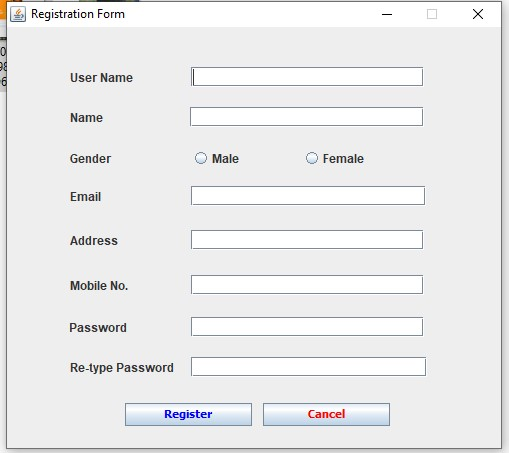 Registration Form
User Name
Name
Gender Male Female
Email
Address
Mobile No.
Password
Re-type Password
Register Cancel